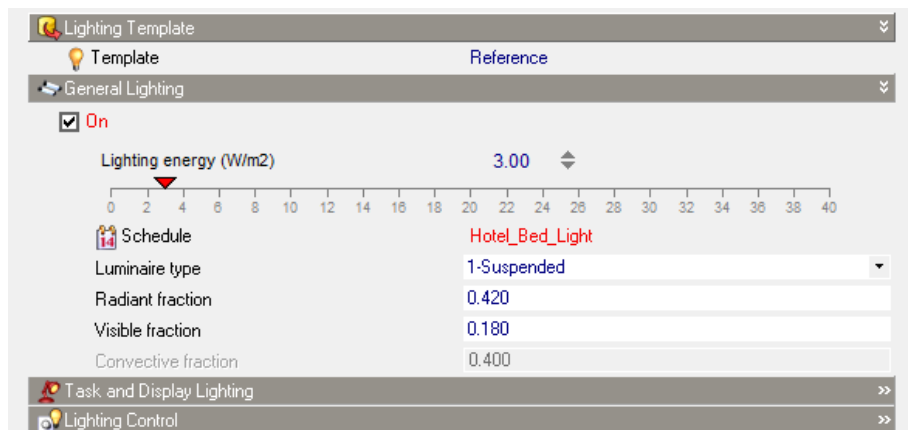 Lighting Template
Template Reference
General Lighting
On
Lighting energy (W/m2) 3.00
0 2 4 6 8 10 12 14 16 18 20 22 24 26 28 30 32 34 36 38 40
14 Schedule Hotel_Bed_Light
Luminaire type 1-Suspended
Radiant fraction 0.420
Visible fraction 0.180
Convective fraction 0.400
Task and Display Lighting
Lighting Control